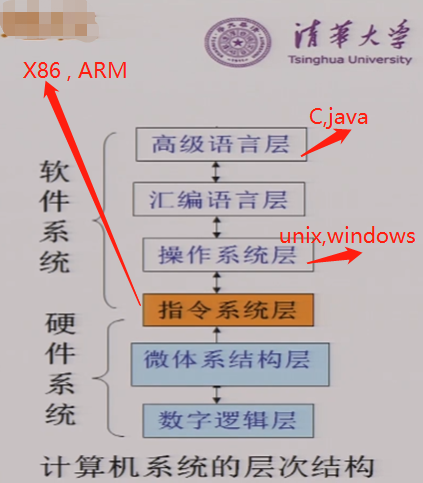 清华大学
Tsinghua University
X86 , ARM
C,java
高级语言层
软件系统
汇编语言层
unix,windows
操作系统层
指令系统层
硬件系统
微体系结构层
数字逻辑层
计算机系统的层次结构